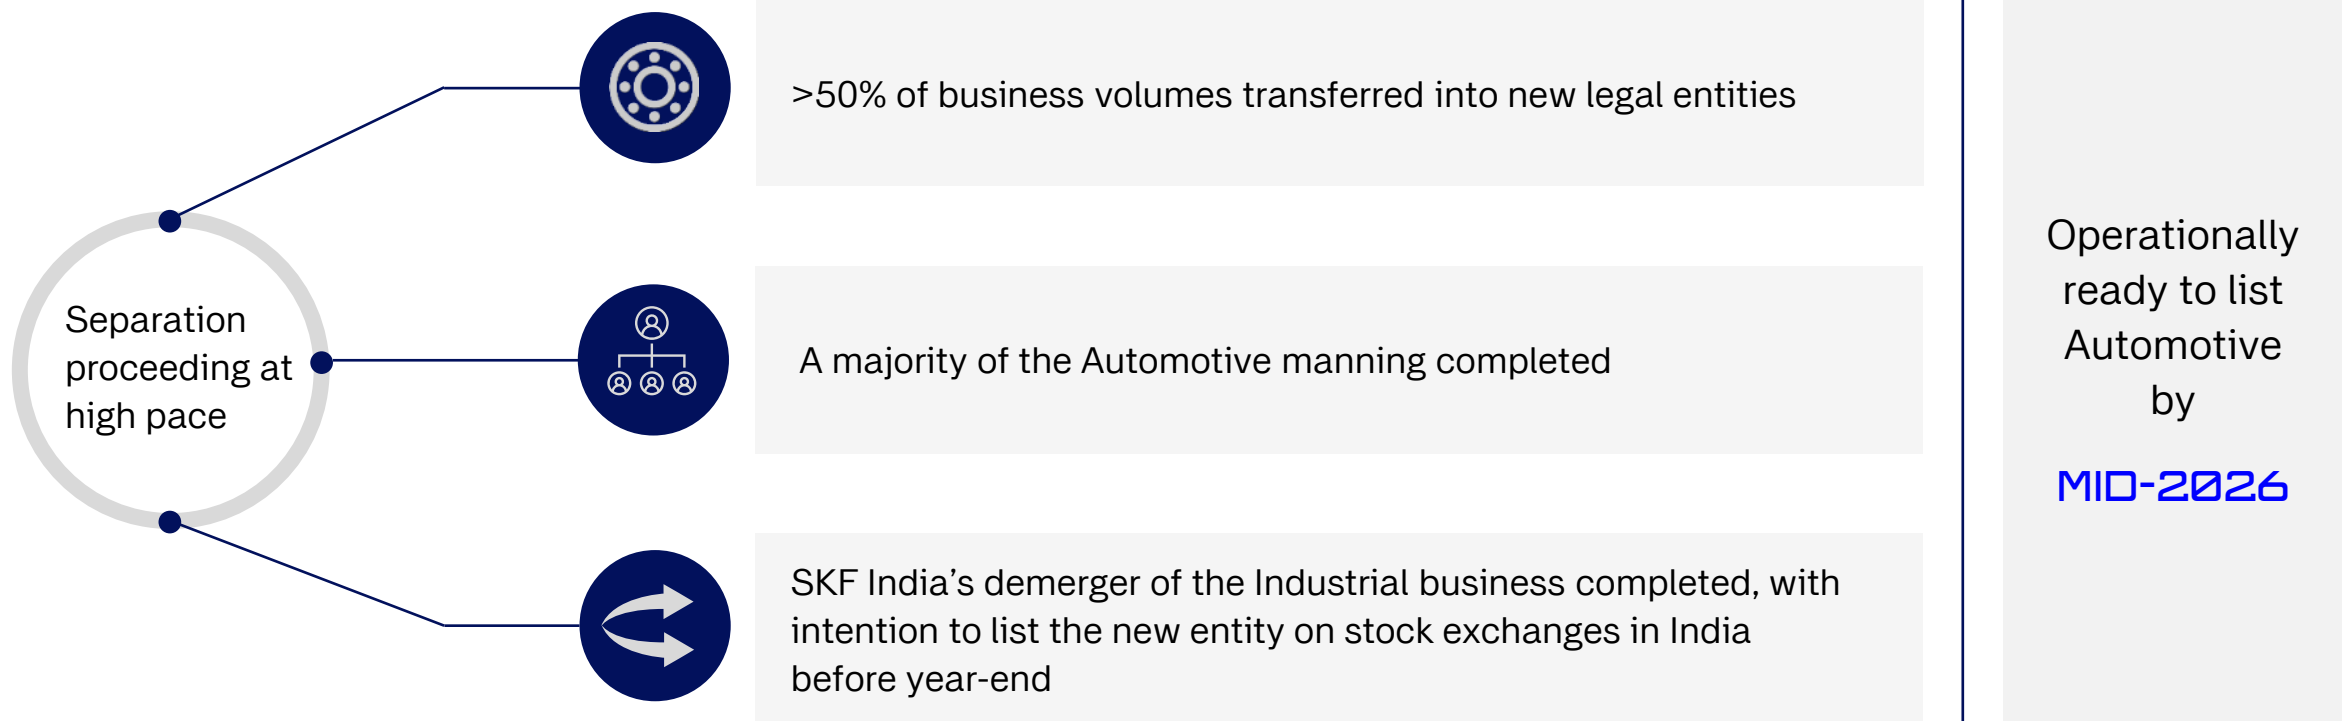 Separation
proceeding at
high pace
>50% of business volumes transferred into new legal entities
A majority of the Automotive manning completed
SKF India’s demerger of the Industrial business completed, with
intention to list the new entity on stock exchanges in India
before year-end
Operationally
ready to list
Automotive
by
MID-2026